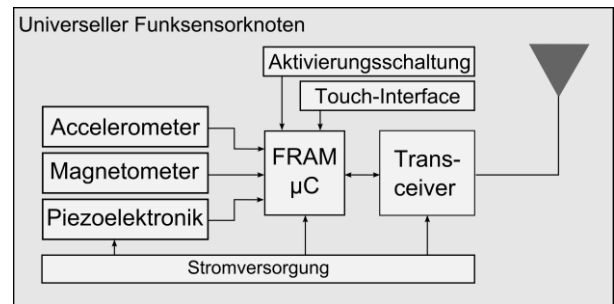 Universeller Funksensorknoten
Aktivierungsschaltung
Touch-Interface
Accelerometer
Magnetometer
Piezoelektronik
FRAM
µC
Trans-
ceiver
Stromversorgung